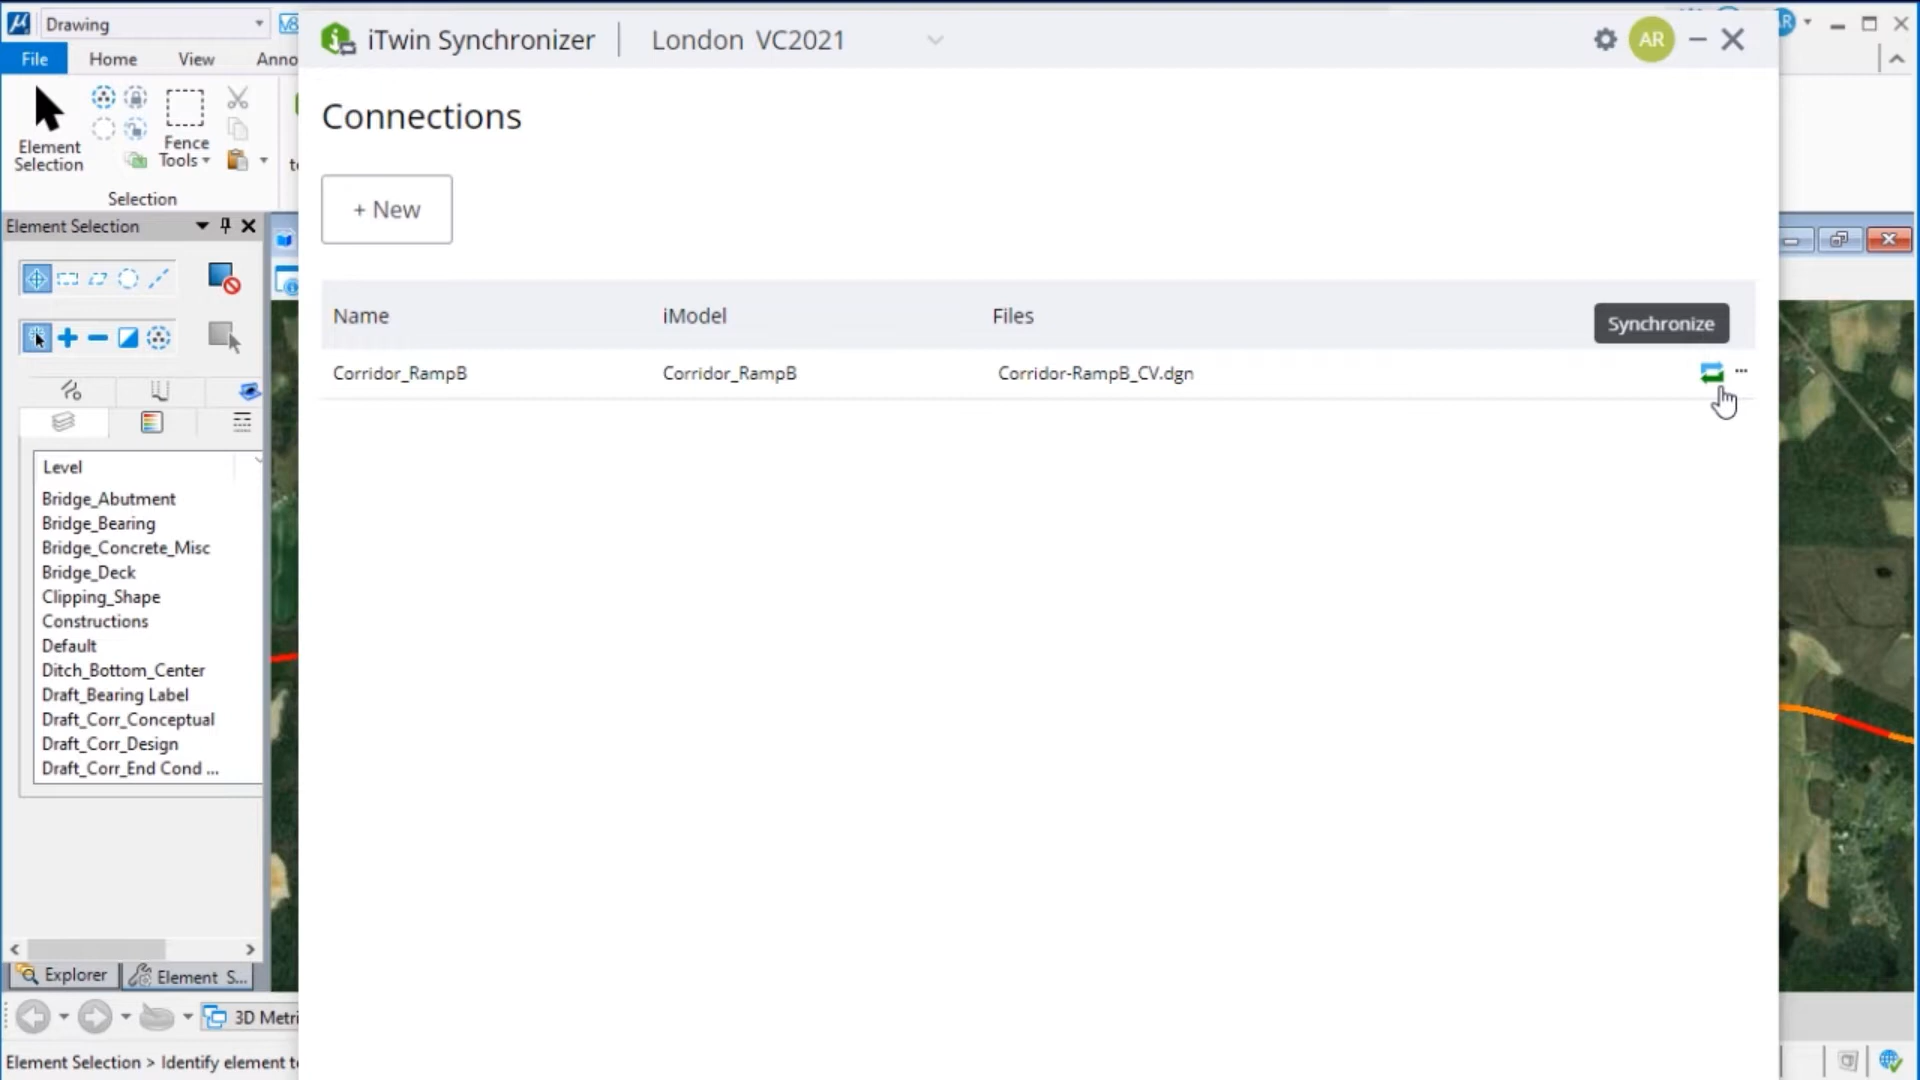 Drawing
File Home View Anno
Element Selection
Fence Tools
Selection
Element Selection
Level
Bridge_Abutment
Bridge_Bearing
Bridge_Concrete_Misc
Bridge_Deck
Clipping_Shape
Constructions
Default
Ditch_Bottom_Center
Draft_Bearing Label
Draft_Corr_Conceptual
Draft_Corr_Design
Draft_Corr_End Cond ...
Explorer Element S...
3D Metri
Element Selection > Identify element t
iTwin Synchronizer London VC2021
AR
Connections
+ New
Name iModel Files
Synchronize
Corridor_RampB Corridor_RampB Corridor-RampB_CV.dgn